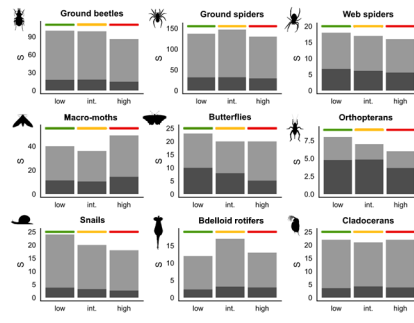 Ground beetles
Ground spiders
Web spiders
S
90
60
30
0
low int. high
150
100
50
0
low int. high
20
15
10
5
0
low int. high
Macro-moths
Butterflies
Orthopterans
S
40
20
0
low int. high
20
15
10
5
0
low int. high
7.5
5.0
2.5
0.0
low int. high
Snails
Bdelloid rotifers
Cladocerans
S
25
20
15
10
5
0
low int. high
S
15
10
5
0
low int. high
S
25
20
15
10
5
0
low int. high